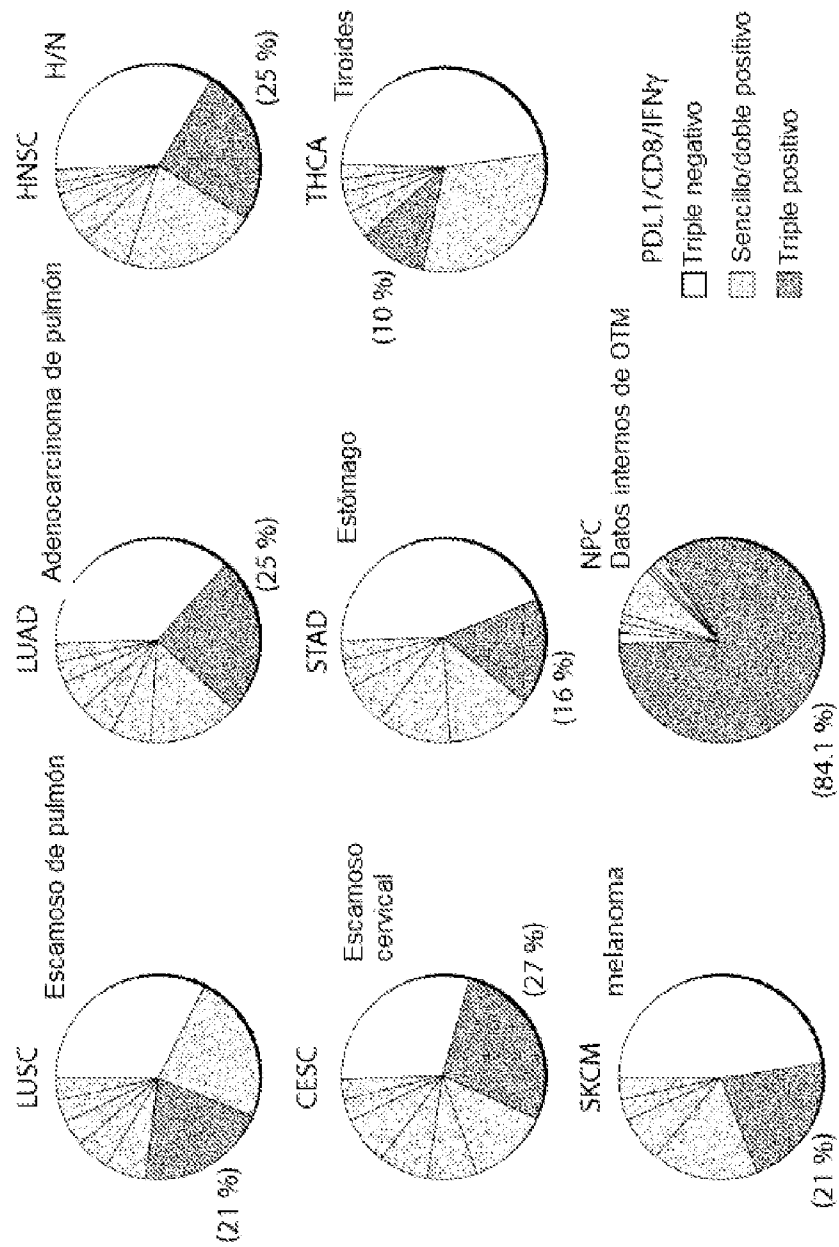 LUSC
Escamoso de pulmón
(21 %)
LUAD
Adenocarcinoma de pulmón
(25 %)
HNSC
H/N
(25 %)
CESC
Escamoso
cervical
(27 %)
STAD
Estómago
(16 %)
THCA
Tiroides
(10 %)
SKCM
melanoma
(21 %)
NPC
Datos internos de OTM
(84.1 %)
PDL1/CD8/IFNγ
Triple negativo
Sencillo/doble positivo
Triple positivo